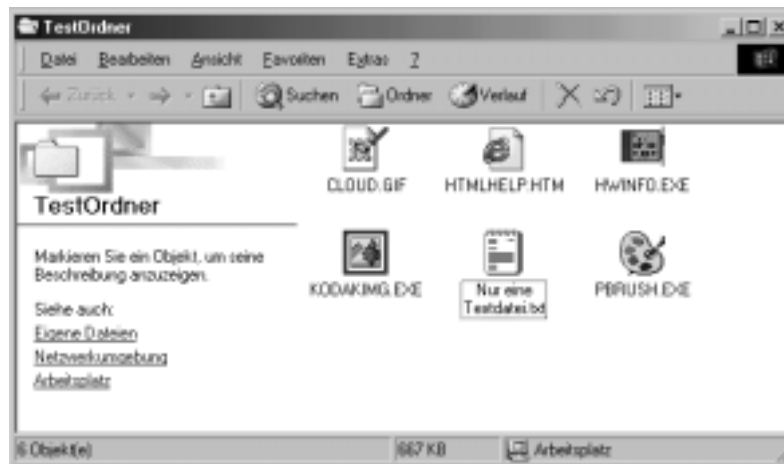 TestOrdner
Datei Bearbeiten Ansicht Favoriten Extras ?
Zurück Suchen Ordner Verlauf
TestOrdner
Markieren Sie ein Objekt, um seine
Beschreibung anzuzeigen.
Siehe auch:
Eigene Dateien
Netzwerkumgebung
Arbeitsplatz
CLOUD.GIF HTMLHELP.HTM HWINFO.EXE
KODAKIMG.EXE Nur eine PBRUSH.EXE
Testdatei.txt
6 Objekt(e) 667 KB Arbeitsplatz